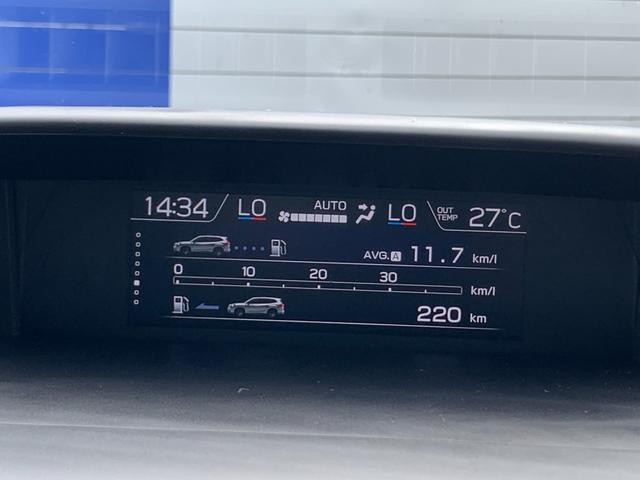 14:34 LO AUTO LO OUT TEMP 27°C
AVG. A 11.7 km/l
0 10 20 30
km/l
220 km